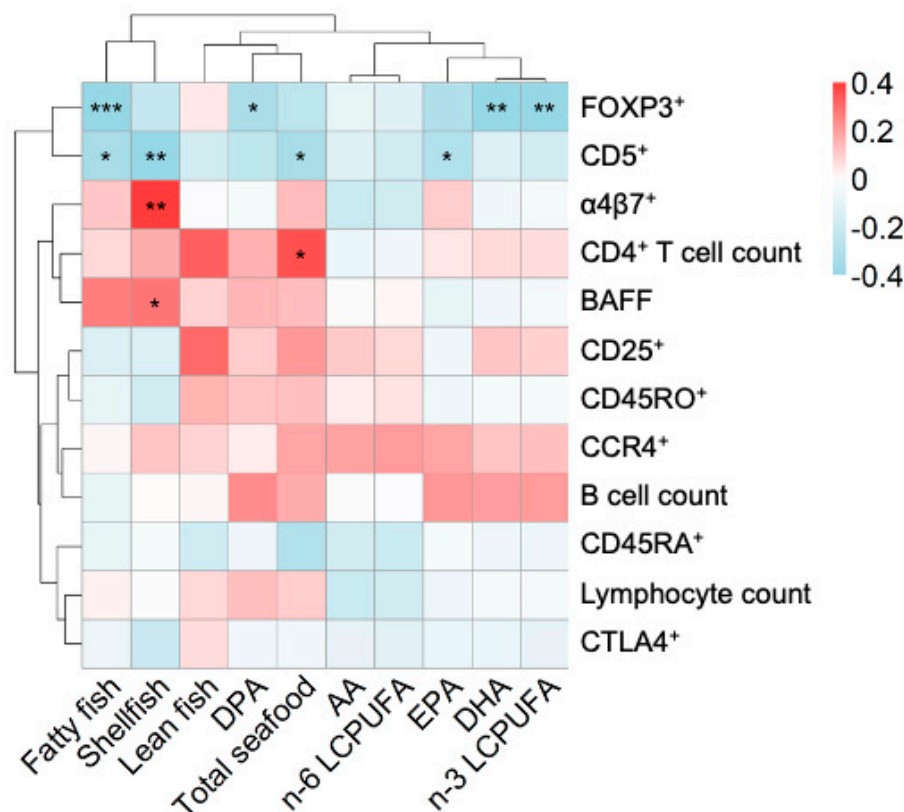 0.4
0.2
0
-0.2
-0.4
*** * ** ** FOXP3⁺
* ** * * CD5⁺
** α4β7⁺
* CD4⁺ T cell count
* BAFF
CD25⁺
CD45RO⁺
CCR4⁺
B cell count
CD45RA⁺
Lymphocyte count
CTLA4⁺
Fatty fish
Shellfish
Lean fish
DPA
Total seafood
AA
n-6 LCPUFA
EPA
DHA
n-3 LCPUFA